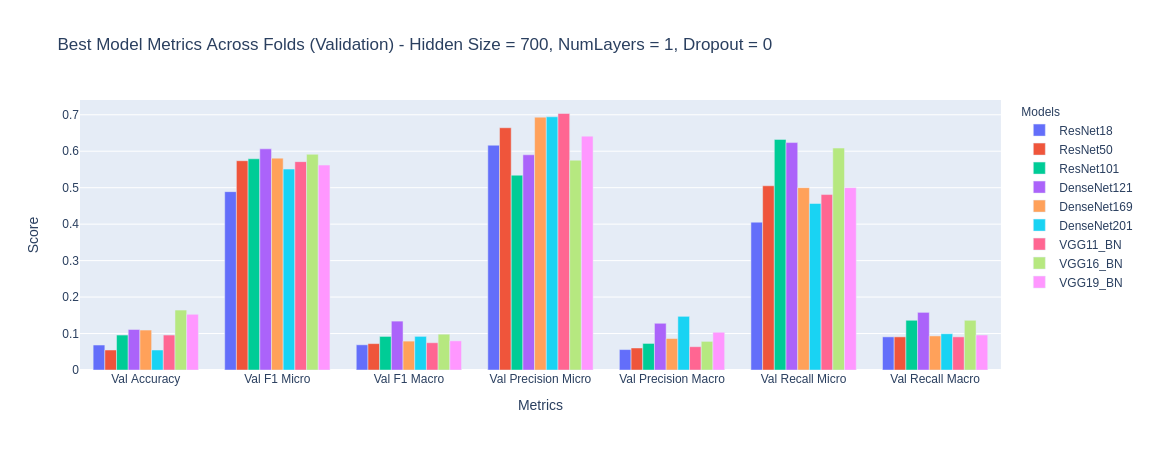 Best Model Metrics Across Folds (Validation) - Hidden Size = 700, NumLayers = 1, Dropout = 0
Models
ResNet18
ResNet50
ResNet101
DenseNet121
DenseNet169
DenseNet201
VGG11_BN
VGG16_BN
VGG19_BN
Score
0.7
0.6
0.5
0.4
0.3
0.2
0.1
0
Val Accuracy
Val F1 Micro
Val F1 Macro
Val Precision Micro
Val Precision Macro
Val Recall Micro
Val Recall Macro
Metrics